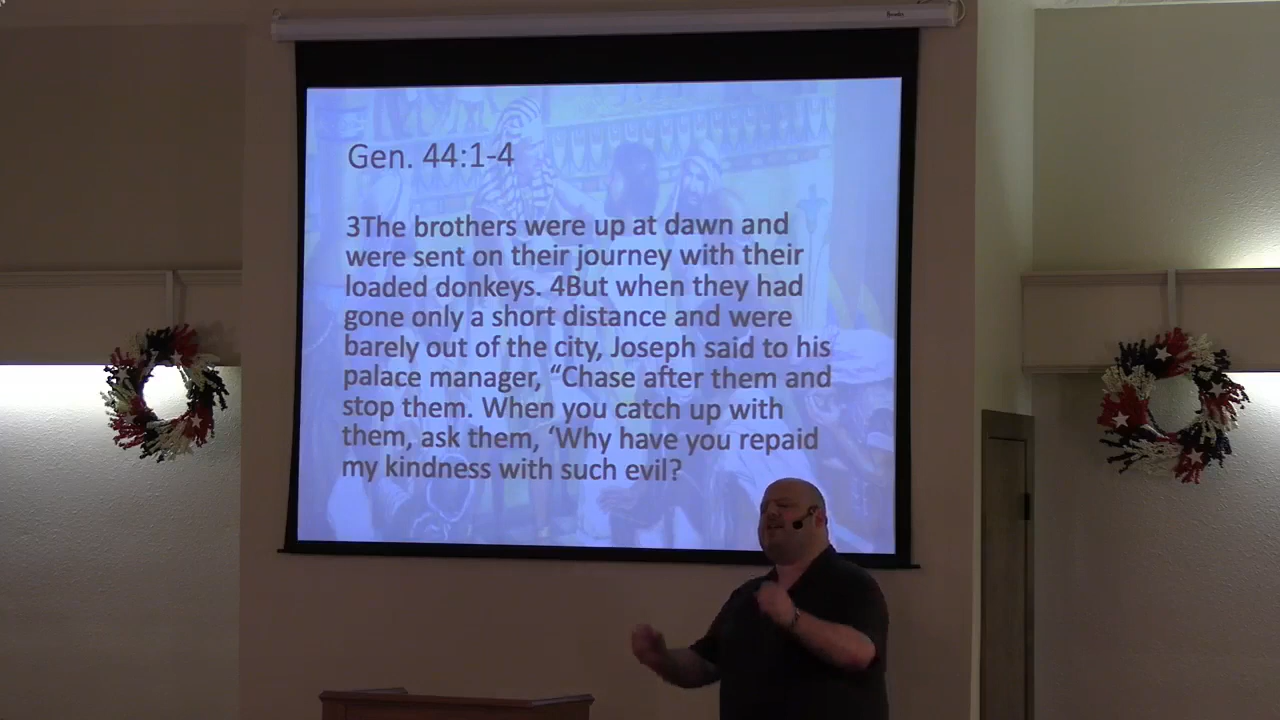 Gen. 44:1-4
3The brothers were up at dawn and
were sent on their journey with their
loaded donkeys. 4But when they had
gone only a short distance and were
barely out of the city, Joseph said to his
palace manager, “Chase after them and
stop them. When you catch up with
them, ask them, ‘Why have you repaid
my kindness with such evil?